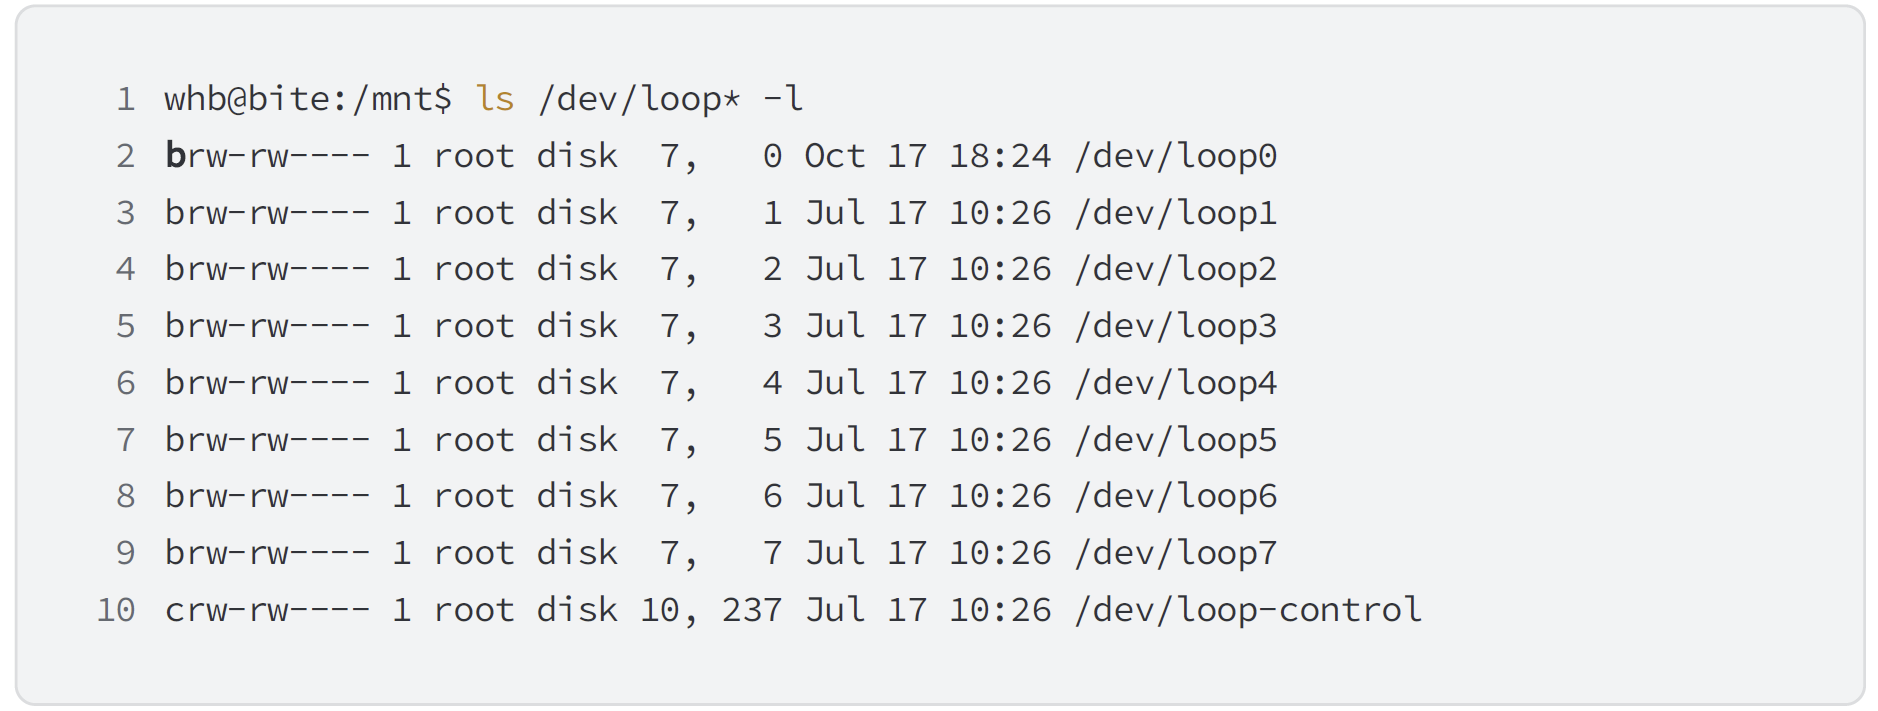 1 whb@bite:/mnt$ ls /dev/loop* -l
2 brw-rw---- 1 root disk  7,   0 Oct 17 18:24 /dev/loop0
3 brw-rw---- 1 root disk  7,   1 Jul 17 10:26 /dev/loop1
4 brw-rw---- 1 root disk  7,   2 Jul 17 10:26 /dev/loop2
5 brw-rw---- 1 root disk  7,   3 Jul 17 10:26 /dev/loop3
6 brw-rw---- 1 root disk  7,   4 Jul 17 10:26 /dev/loop4
7 brw-rw---- 1 root disk  7,   5 Jul 17 10:26 /dev/loop5
8 brw-rw---- 1 root disk  7,   6 Jul 17 10:26 /dev/loop6
9 brw-rw---- 1 root disk  7,   7 Jul 17 10:26 /dev/loop7
10 crw-rw---- 1 root disk 10, 237 Jul 17 10:26 /dev/loop-control